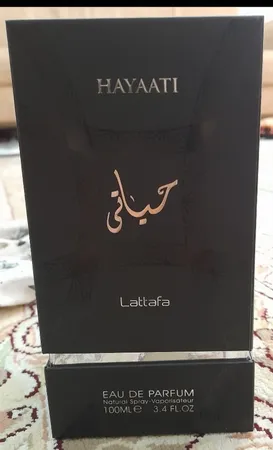 HAYAATI
حياتي
Lattafa
EAU DE PARFUM
Natural Spray-Vaporisateur
100ML℮ 3.4 FL.OZ